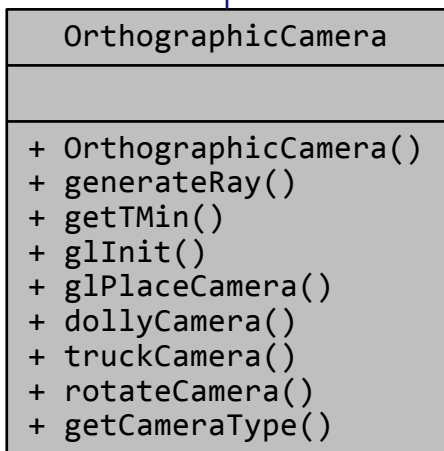 OrthographicCamera
+ OrthographicCamera()
+ generateRay()
+ getTMin()
+ glInit()
+ glPlaceCamera()
+ dollyCamera()
+ truckCamera()
+ rotateCamera()
+ getCameraType()